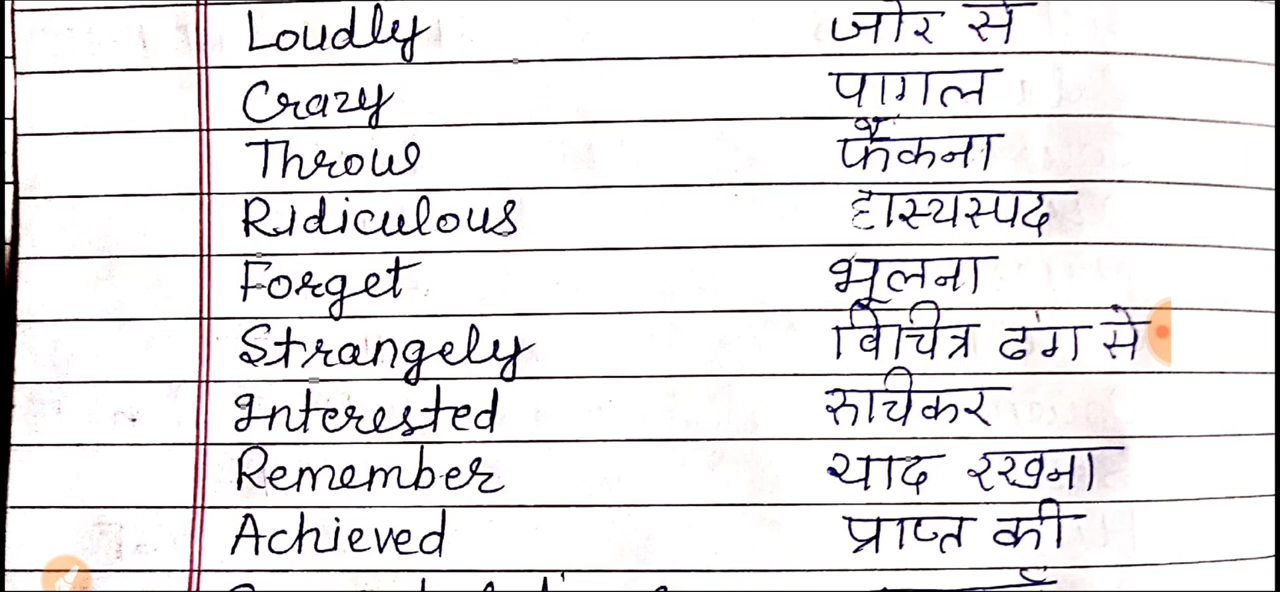 Loudly जोर से
Crazy पागल
Throw फैंकना
Ridiculous हास्यस्पद
Forget भूलना
Strangely विचित्र ढंग से
Interested रुचिकर
Remember याद रखना
Achieved प्राप्त की